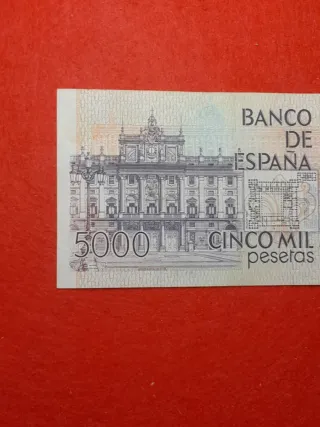 BANCO
DE
ESPAÑA
5000 CINCO MIL
pesetas